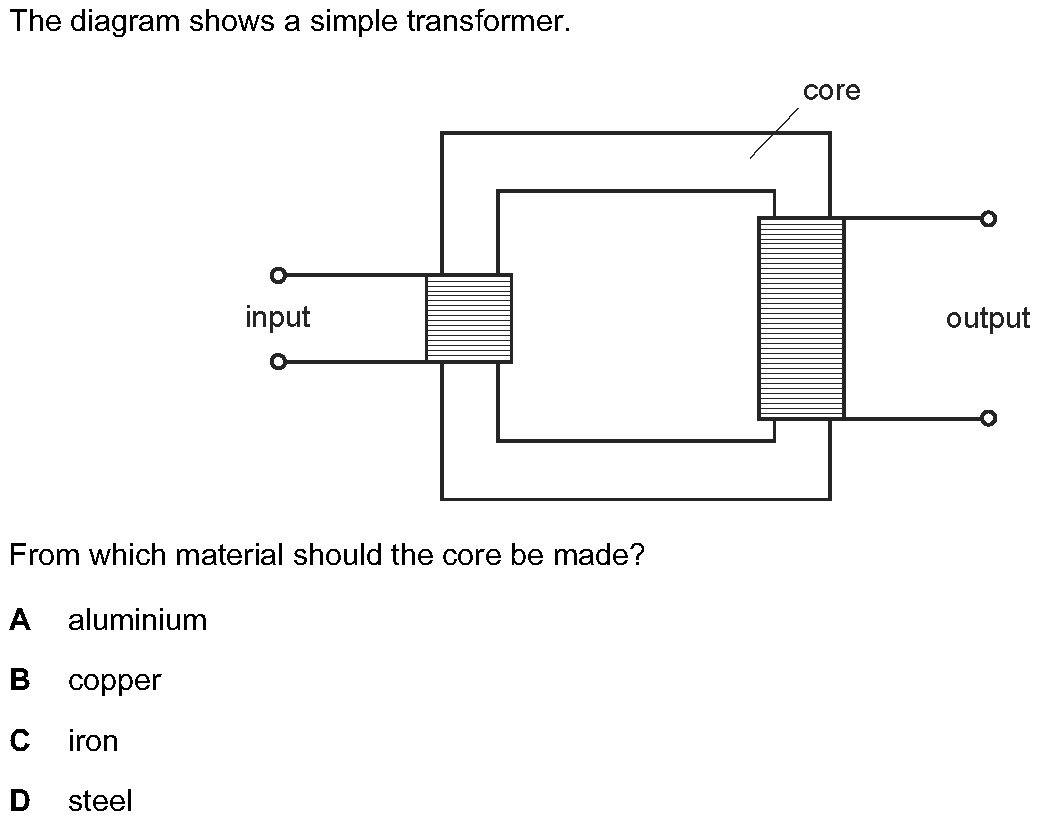 The diagram shows a simple transformer.
core
input
output
From which material should the core be made?
A aluminium
B copper
C iron
D steel